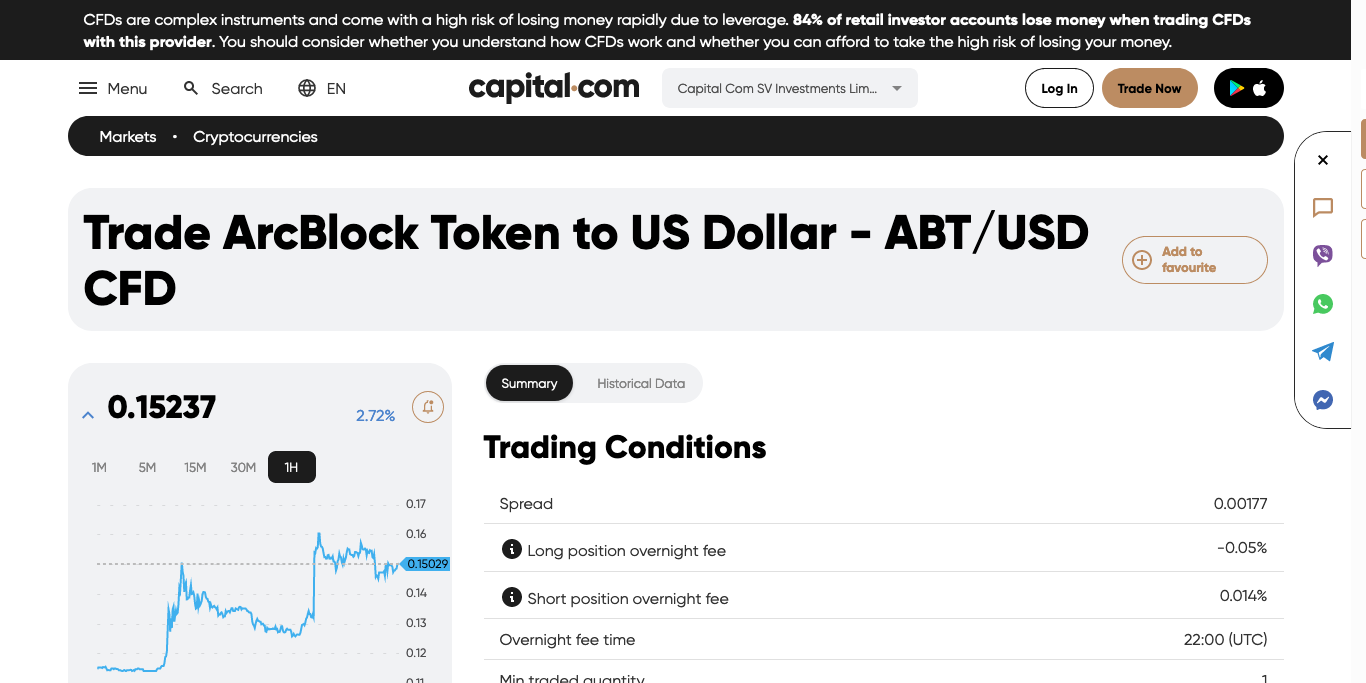 CFDs are complex instruments and come with a high risk of losing money rapidly due to leverage. 84% of retail investor accounts lose money when trading CFDs
with this provider. You should consider whether you understand how CFDs work and whether you can afford to take the high risk of losing your money.
Menu
Search
EN
capital.com
Capital Com SV Investments Lim...
Log In
Trade Now
Markets • Cryptocurrencies
Trade ArcBlock Token to US Dollar - ABT/USD
CFD
Add to
favourite
0.15237
2.72%
1M 5M 15M 30M 1H
0.17
0.16
0.15029
0.14
0.13
0.12
0.11
Summary
Historical Data
Trading Conditions
Spread 0.00177
Long position overnight fee -0.05%
Short position overnight fee 0.014%
Overnight fee time 22:00 (UTC)
Min traded quantity 1